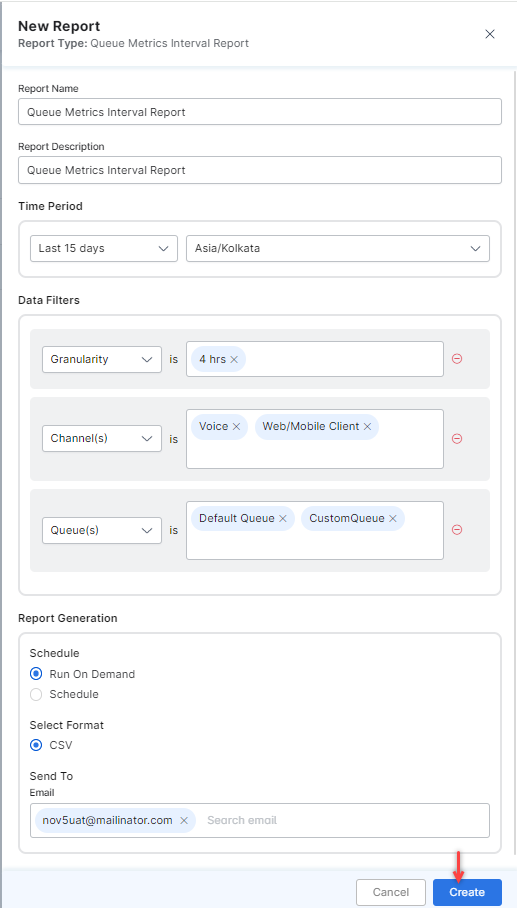 New Report
Report Type: Queue Metrics Interval Report
Report Name
Queue Metrics Interval Report
Report Description
Queue Metrics Interval Report
Time Period
Last 15 days Asia/Kolkata
Data Filters
Granularity is 4 hrs
Channel(s) is Voice Web/Mobile Client
Queue(s) is Default Queue CustomQueue
Report Generation
Schedule
Run On Demand
Schedule
Select Format
CSV
Send To
Email
nov5uat@mailinator.com Search email
Cancel Create